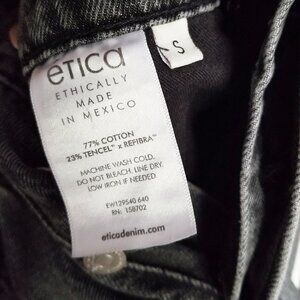 ética
ETHICALLY
MADE
IN MEXICO
77% COTTON
23% TENCEL™ x REFIBRA™
MACHINE WASH COLD.
DO NOT BLEACH. LINE DRY.
LOW IRON IF NEEDED.
EW129540 640
RN: 158702
eticadenim.com
S